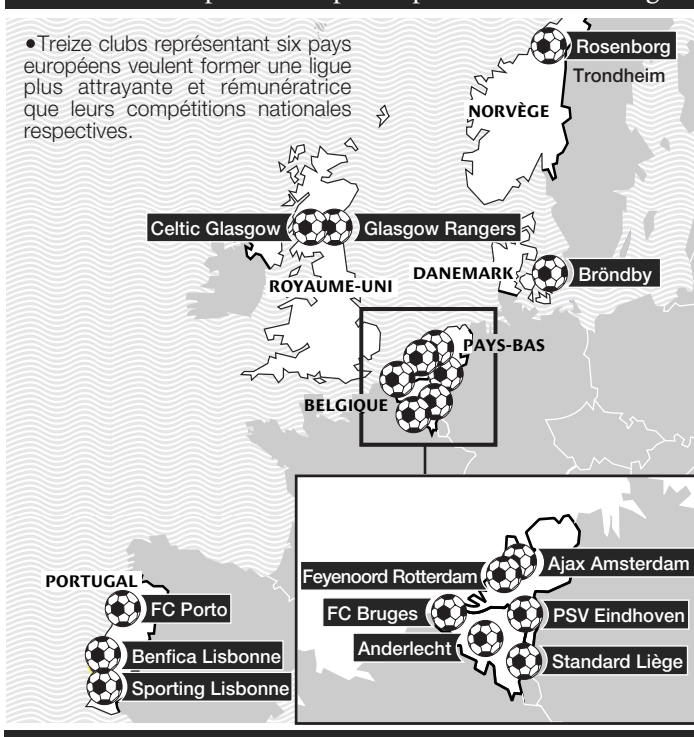 •Treize clubs représentant six pays
européens veulent former une ligue
plus attrayante et rémunératrice
que leurs compétitions nationales
respectives.
Rosenborg
Trondheim
NORVÈGE
Celtic Glasgow
Glasgow Rangers
DANEMARK
Bröndby
ROYAUME-UNI
PAYS-BAS
BELGIQUE
Ajax Amsterdam
Feyenoord Rotterdam
FC Bruges
PSV Eindhoven
Anderlecht
Standard Liège
PORTUGAL
FC Porto
Benfica Lisbonne
Sporting Lisbonne